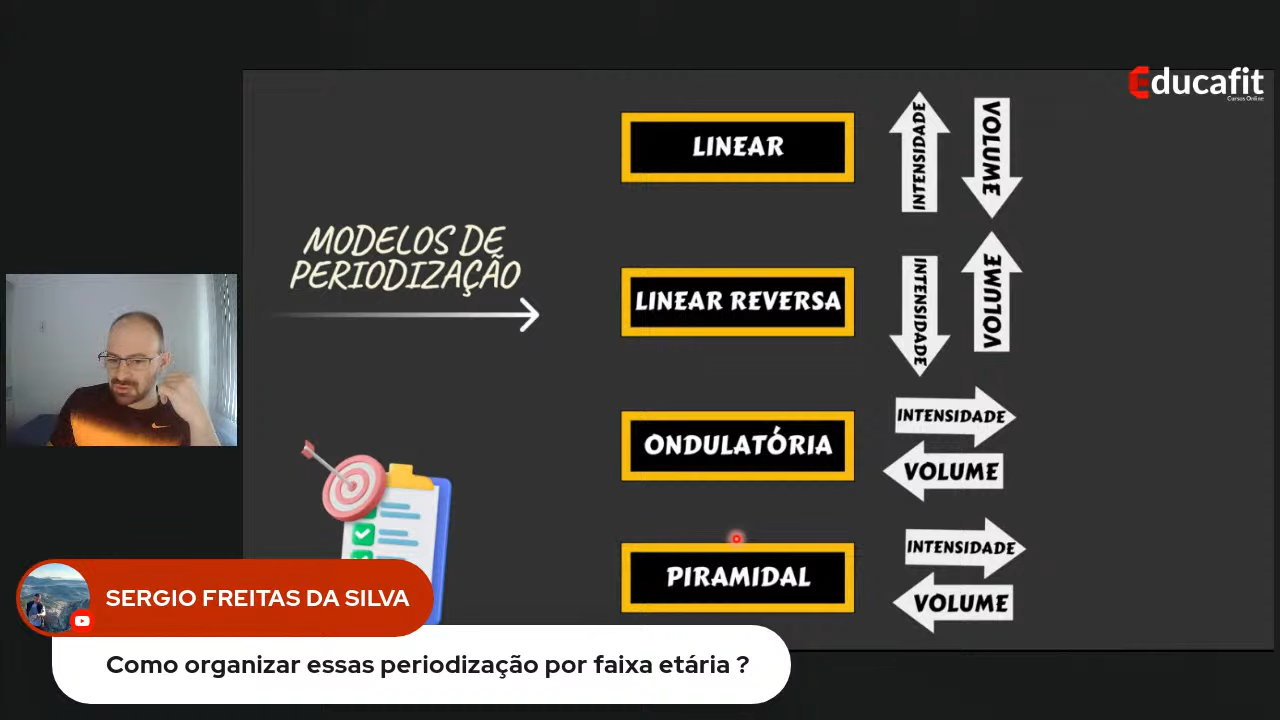 Educafit
Cursos Online
MODELOS DE
PERIODIZAÇÃO
LINEAR
INTENSIDADE
VOLUME
LINEAR REVERSA
INTENSIDADE
VOLUME
ONDULATÓRIA
INTENSIDADE
VOLUME
PIRAMIDAL
INTENSIDADE
VOLUME
SERGIO FREITAS DA SILVA
Como organizar essas periodização por faixa etária ?